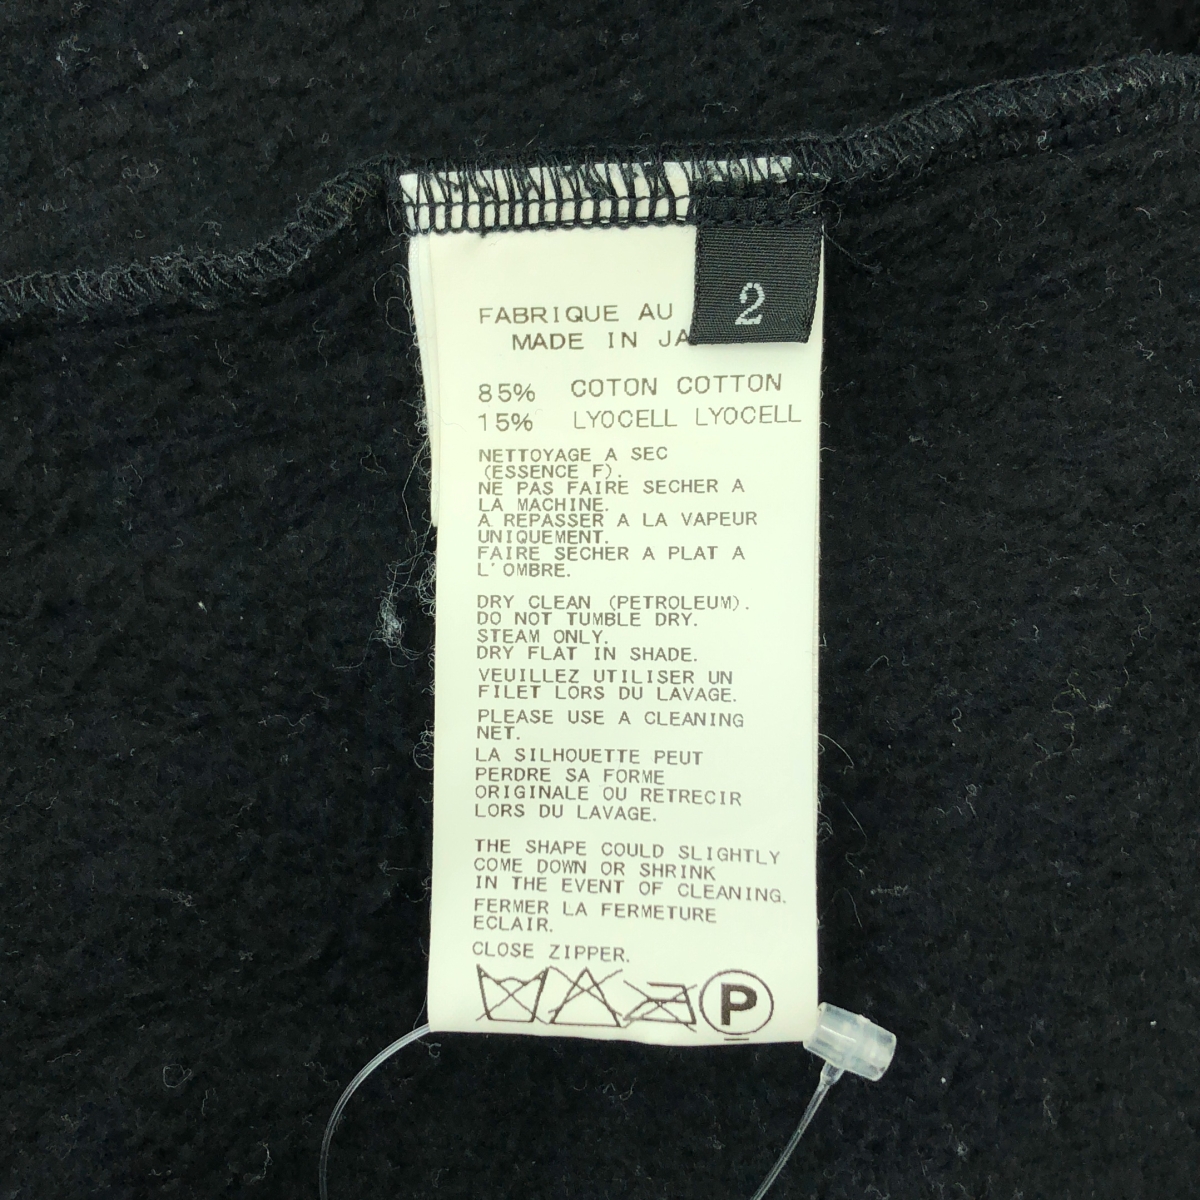 2
FABRIQUE AU
MADE IN
85% COTON COTTON
15% LYOCELL LYOCELL
NETTOYAGE A SEC
(ESSENCE F).
NE PAS FAIRE SECHER A
LA MACHINE.
A REPASSER A LA VAPEUR
UNIQUEMENT.
FAIRE SECHER A PLAT A
L'OMBRE.
DRY CLEAN (PETROLEUM).
DO NOT TUMBLE DRY.
STEAM ONLY.
DRY FLAT IN SHADE.
VEUILLEZ UTILISER UN
FILET LORS DU LAVAGE.
PLEASE USE A CLEANING
NET.
LA SILHOUETTE PEUT
PERDRE SA FORME
ORIGINALE OU RETRECIR
LORS DU LAVAGE.
THE SHAPE COULD SLIGHTLY
COME DOWN OR SHRINK
IN THE EVENT OF CLEANING.
FERMER LA FERMETURE
ECLAIR.
CLOSE ZIPPER.
P